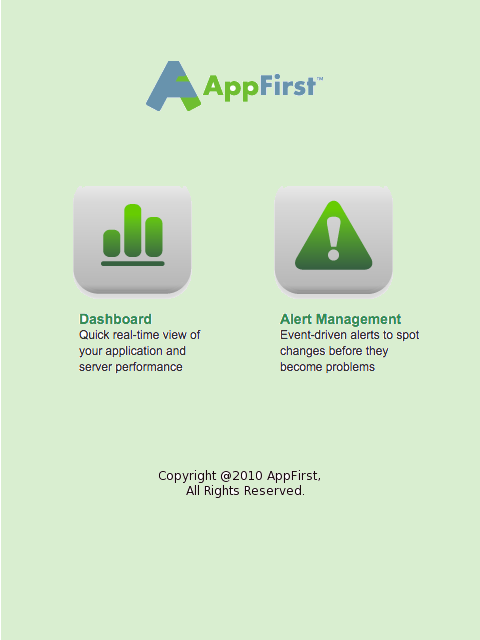 AppFirst™
Dashboard
Quick real-time view of
your application and
server performance
Alert Management
Event-driven alerts to spot
changes before they
become problems
Copyright @2010 AppFirst,
All Rights Reserved.